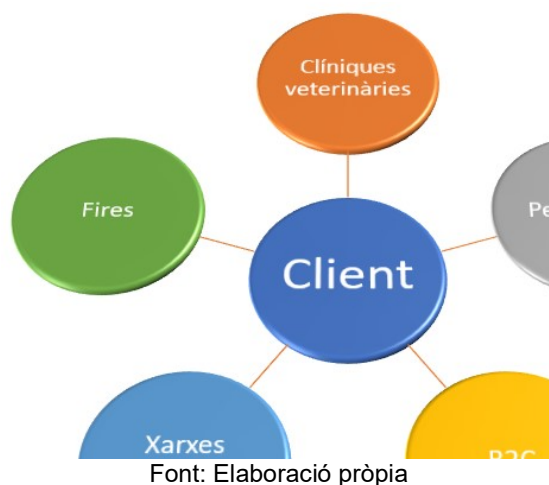 Clíniques
veterinàries
Fires
Client
Xarxes
Font: Elaboració pròpia